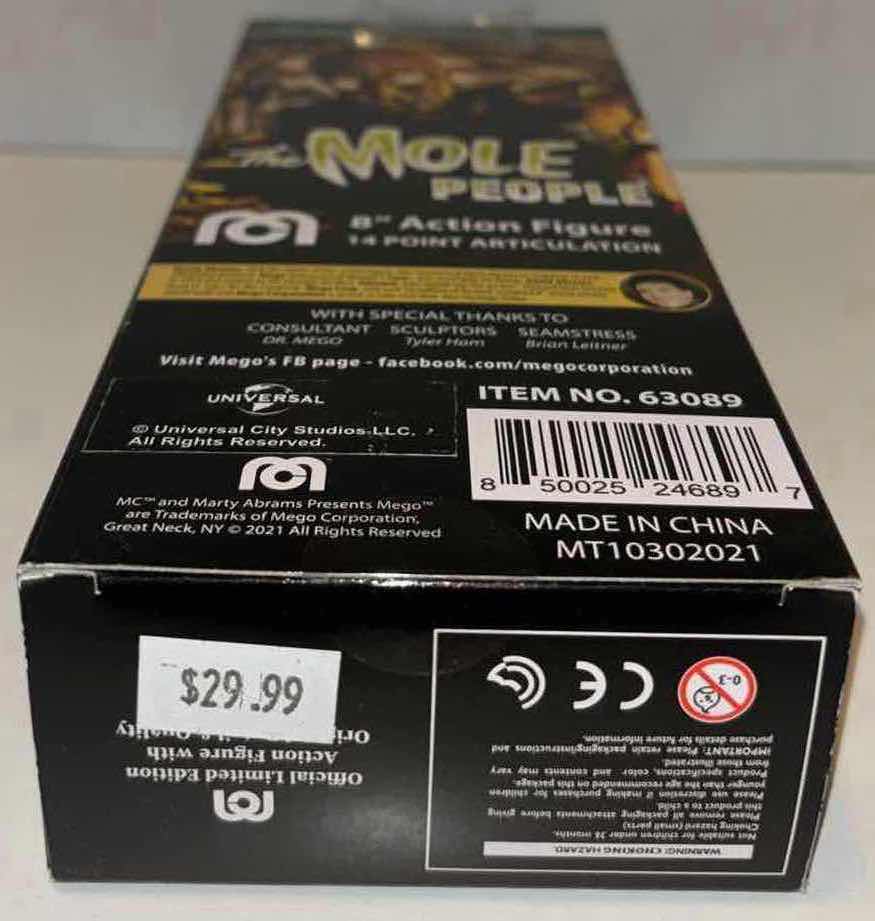 The MOLE
PEOPLE
8" Action Figure
14 POINT ARTICULATION
WITH SPECIAL THANKS TO
CONSULTANT SCULPTORS SEAMSTRESS
DR. MEGO Tyler Ham Brian Leitner
Visit Mego's FB page - facebook.com/megocorporation
UNIVERSAL
© Universal City Studios LLC.
All Rights Reserved.
ITEM NO. 63089
8 50025 24689 7
MC™ and Marty Abrams Presents Mego™
are Trademarks of Mego Corporation,
Great Neck, NY © 2021 All Rights Reserved
MADE IN CHINA
MT10302021
$29.99
Official Limited Edition
Action Figure with
WARNING: CHOKING HAZARD
Not suitable for children under 36 months.
Choking hazard (small parts)
Please remove all packaging attachments before giving
this product to a child.
Please use discretion if making purchases for children
younger than the age recommended on this package.
Product specifications, color and contents may vary
from those illustrated.
IMPORTANT: Please retain packaging/instructions and
purchase details for future information.
0-3
CE